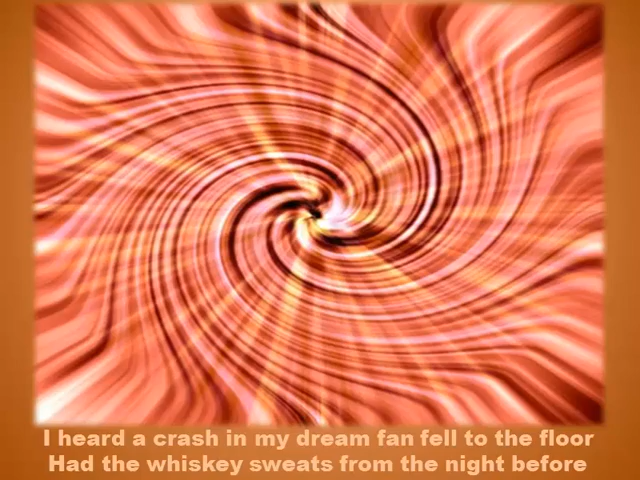 I heard a crash in my dream fan fell to the floor
Had the whiskey sweats from the night before